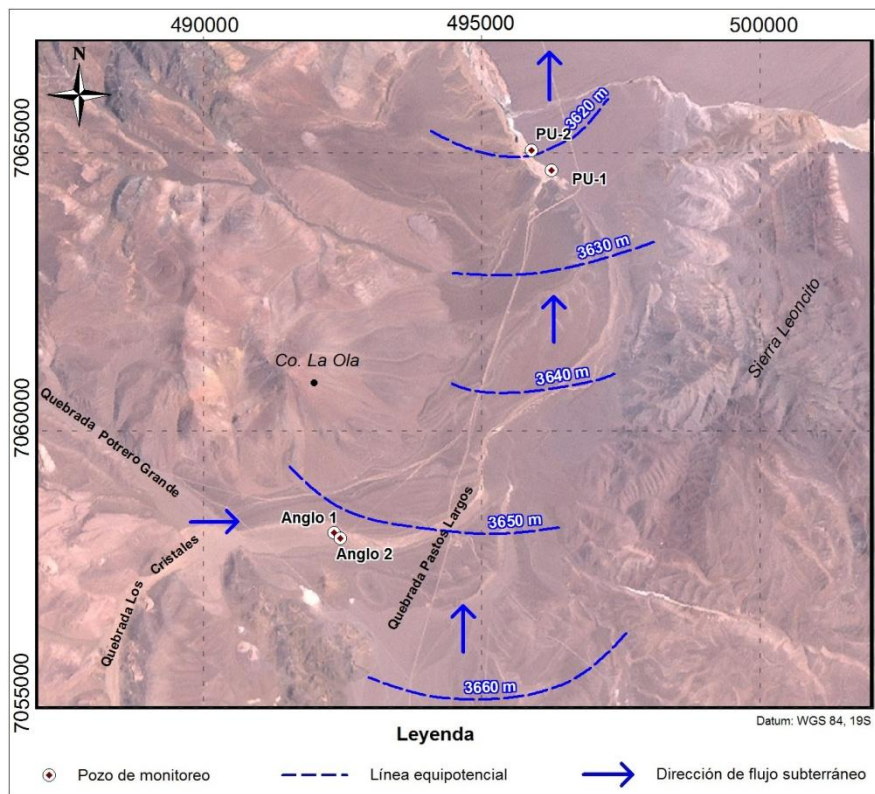 490000 495000 500000
N
7065000
3620 m
PU-2
PU-1
3630 m
Sierra Leoncito
Co. La Ola
3640 m
7060000
Quebrada Potrero Grande
3650 m
Anglo 1
Anglo 2
Quebrada Pastos Largos
Quebrada Los Cristales
3660 m
7055000
Datum: WGS 84, 19S
Leyenda
Pozo de monitoreo Línea equipotencial Dirección de flujo subterráneo